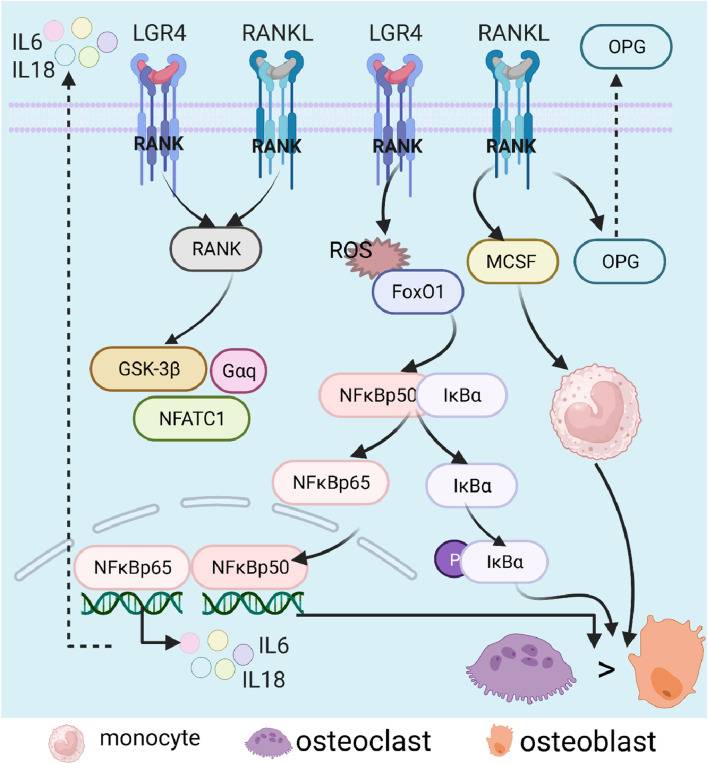 IL6
IL18
LGR4
RANKL
LGR4
RANKL
OPG
RANK
RANK
RANK
RANK
RANK
ROS
MCSF
OPG
FoxO1
GSK-3β
Gαq
NFATC1
NFκBp50
IκBα
NFκBp65
IκBα
P
IκBα
NFκBp65
NFκBp50
IL6
IL18
>
monocyte
osteoclast
osteoblast